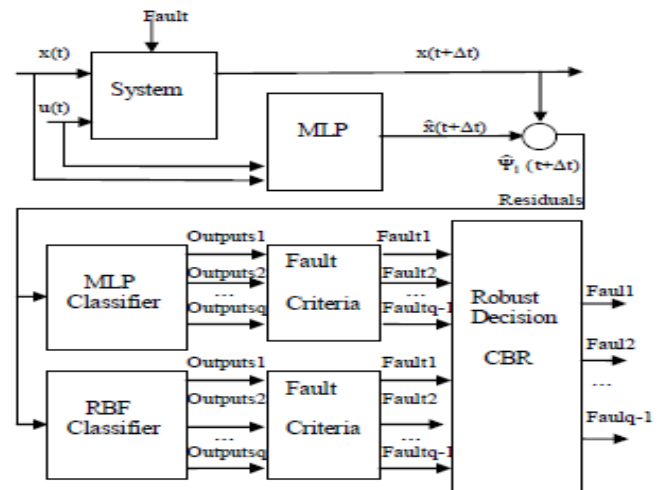 Fault
x(t)
x(t+Δt)
System
u(t)
MLP
x̂(t+Δt)
Ψ̂₁ (t+Δt)
Residuals
MLP
Classifier
Outputs1
Outputs2
...
Outputsq
Fault
Criteria
Fault1
Fault2
...
Faultq-1
RBF
Classifier
Outputs1
Outputs2
...
Outputsq
Fault
Criteria
Fault1
Fault2
...
Faultq-1
Robust
Decision
CBR
Faul1
Faul2
...
Faulq-1